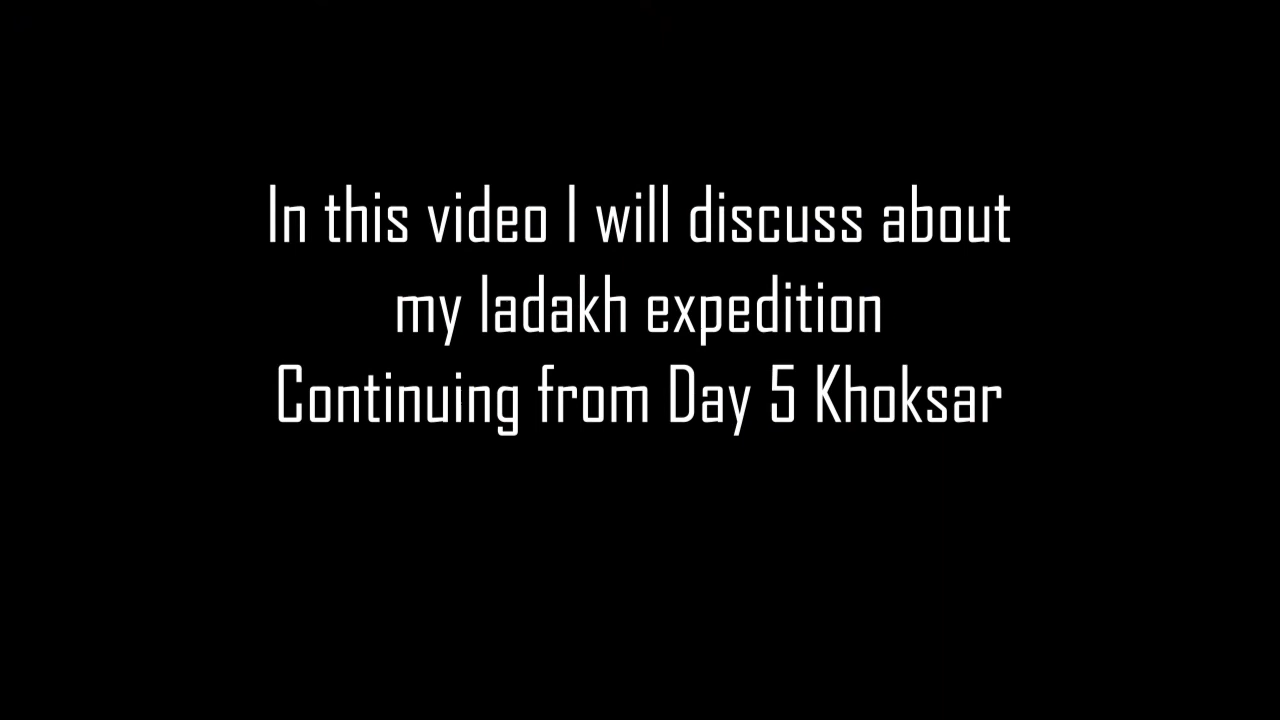 In this video I will discuss about
my ladakh expedition
Continuing from Day 5 Khoksar